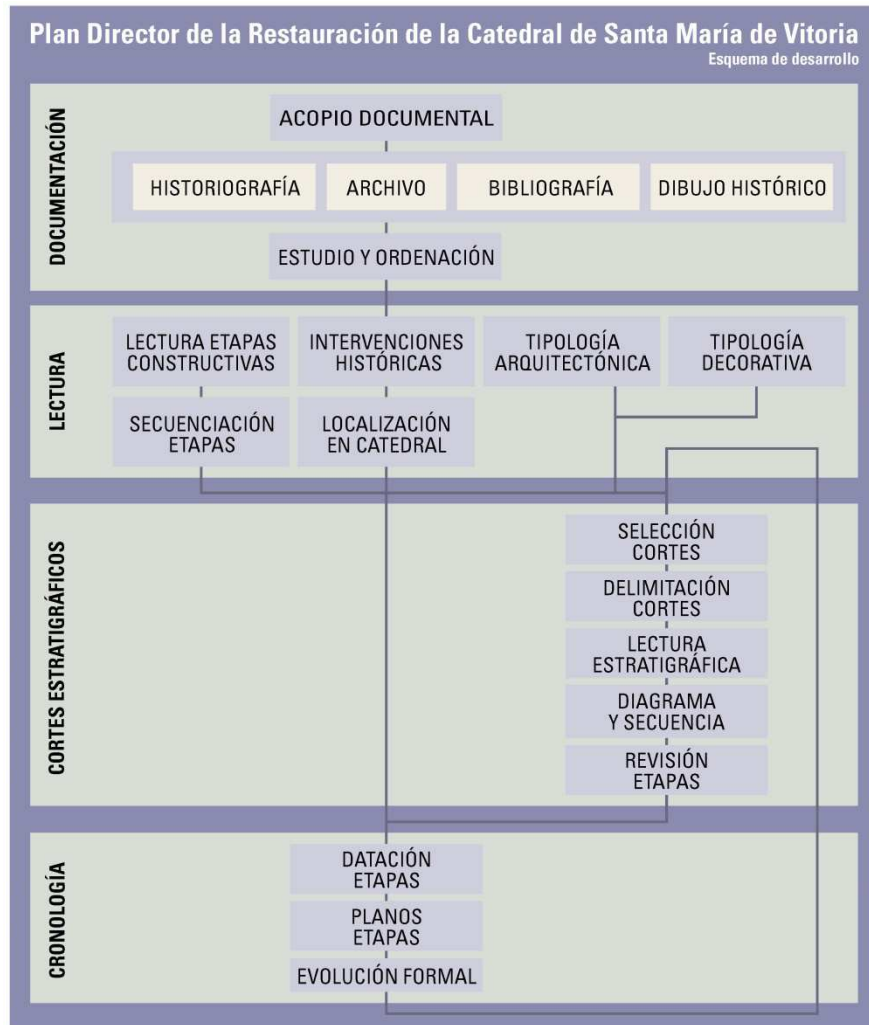 Plan Director de la Restauración de la Catedral de Santa María de Vitoria
Esquema de desarrollo
DOCUMENTACIÓN
ACOPIO DOCUMENTAL
HISTORIOGRAFÍA
ARCHIVO
BIBLIOGRAFÍA
DIBUJO HISTÓRICO
ESTUDIO Y ORDENACIÓN
LECTURA
LECTURA ETAPAS
CONSTRUCTIVAS
INTERVENCIONES
HISTÓRICAS
TIPOLOGÍA
ARQUITECTÓNICA
TIPOLOGÍA
DECORATIVA
SECUENCIACIÓN
ETAPAS
LOCALIZACIÓN
EN CATEDRAL
CORTES ESTRATIGRÁFICOS
SELECCIÓN
CORTES
DELIMITACIÓN
CORTES
LECTURA
ESTRATIGRÁFICA
DIAGRAMA
Y SECUENCIA
REVISIÓN
ETAPAS
CRONOLOGÍA
DATACIÓN
ETAPAS
PLANOS
ETAPAS
EVOLUCIÓN FORMAL